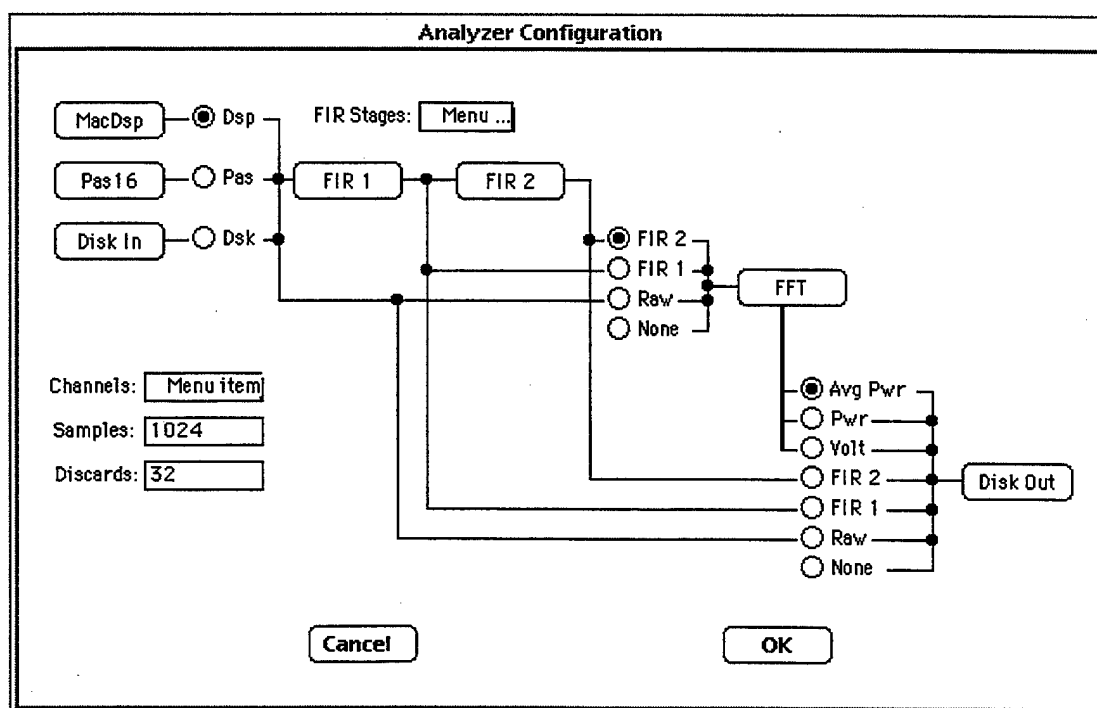 Analyzer Configuration
MacDsp Dsp FIR Stages: Menu ...
Pas16 Pas FIR 1 FIR 2
Disk In Dsk FIR 2
FIR 1
FFT
Raw
None
Channels: Menu item Avg Pwr
Pwr
Samples: 1024
Volt
Discards: 32 FIR 2 Disk Out
FIR 1
Raw
None
Cancel OK